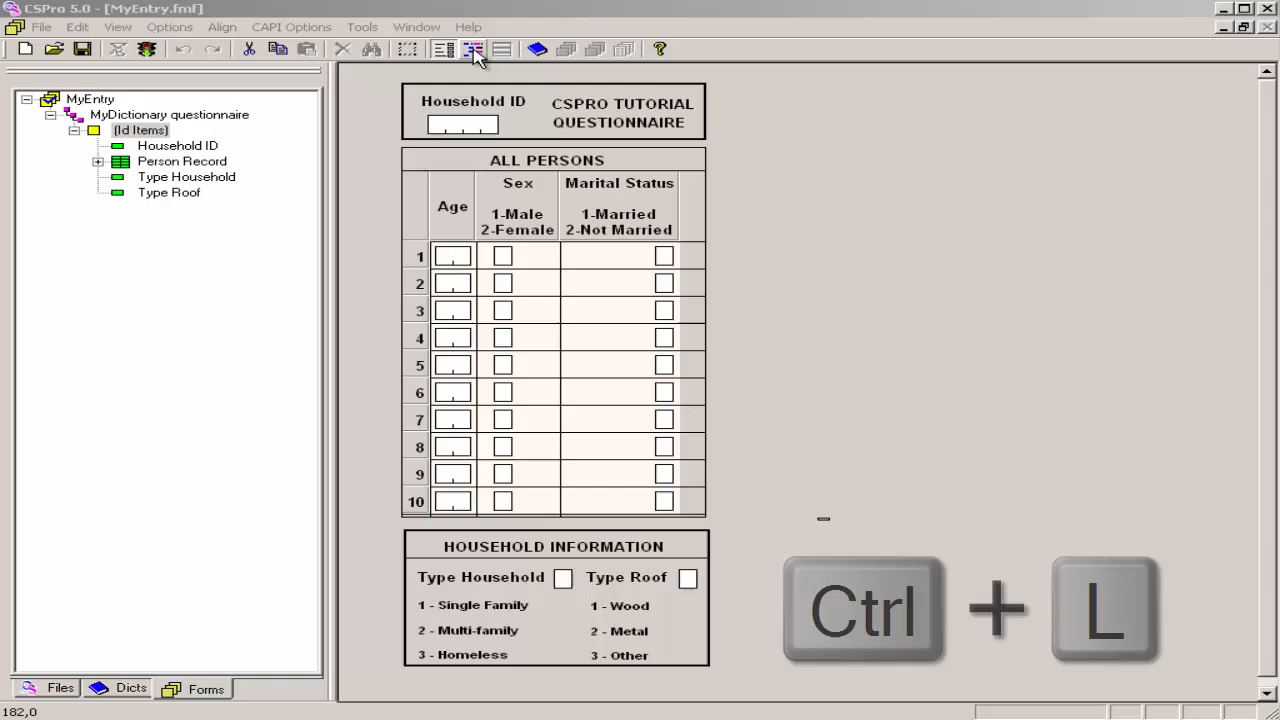 CSPro 5.0 - [MyEntry.fmf]
File Edit View Options Align CAPI Options Tools Window Help
MyEntry
MyDictionary questionnaire
(Id Items)
Household ID
Person Record
Type Household
Type Roof
Files Dicts Forms
182,0
Household ID
CSPRO TUTORIAL
QUESTIONNAIRE
ALL PERSONS
Age
Sex
1-Male
2-Female
Marital Status
1-Married
2-Not Married
1
2
3
4
5
6
7
8
9
10
HOUSEHOLD INFORMATION
Type Household Type Roof
1 - Single Family 1 - Wood
2 - Multi-family 2 - Metal
3 - Homeless 3 - Other
Ctrl + L